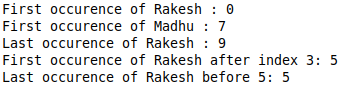 First occurence of Rakesh : 0
First occurence of Madhu : 7
Last occurence of Rakesh : 9
First occurence of Rakesh after index 3: 5
Last occurence of Rakesh before 5: 5